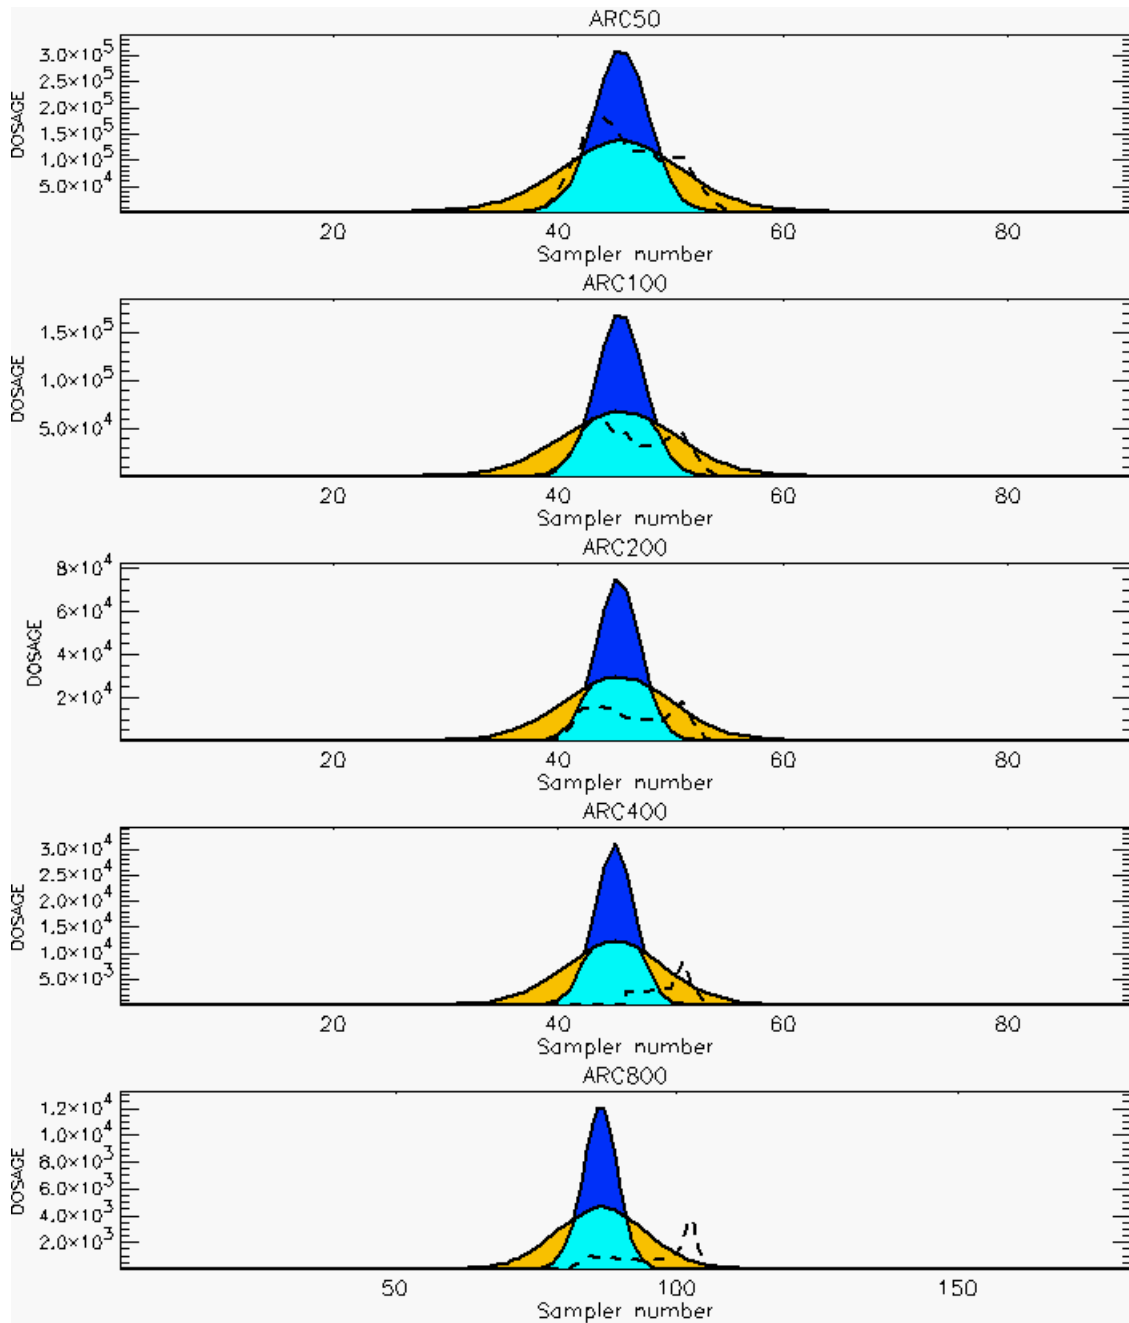 ARC50
3.0×10⁵
2.5×10⁵
2.0×10⁵
1.5×10⁵
1.0×10⁵
5.0×10⁴
DOSAGE
20 40 60 80
Sampler number
ARC100
1.5×10⁵
1.0×10⁵
5.0×10⁴
DOSAGE
20 40 60 80
Sampler number
ARC200
8×10⁴
6×10⁴
4×10⁴
2×10⁴
DOSAGE
20 40 60 80
Sampler number
ARC400
3.0×10⁴
2.5×10⁴
2.0×10⁴
1.5×10⁴
1.0×10⁴
5.0×10³
DOSAGE
20 40 60 80
Sampler number
ARC800
1.2×10⁴
1.0×10⁴
8.0×10³
6.0×10³
4.0×10³
2.0×10³
DOSAGE
50 100 150
Sampler number